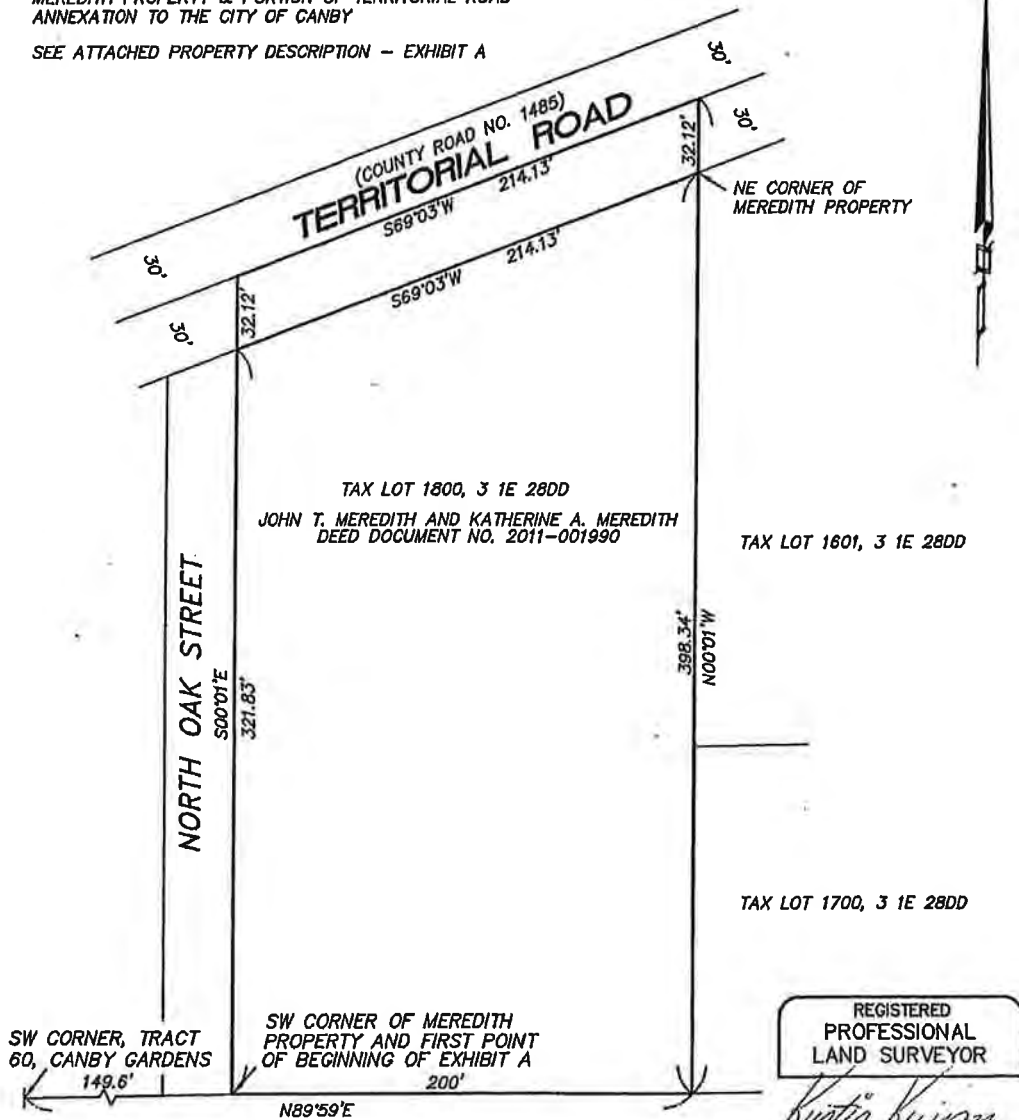 MEREDITH PROPERTY & PORTION OF TERRITORIAL ROAD
ANNEXATION TO THE CITY OF CANBY
SEE ATTACHED PROPERTY DESCRIPTION – EXHIBIT A
30'
(COUNTY ROAD NO. 1485)
TERRITORIAL ROAD
30'
214.13'
S69°03'W
32.12'
NE CORNER OF
MEREDITH PROPERTY
30'
32.12'
214.13'
S69°03'W
30'
TAX LOT 1800, 3 1E 28DD
JOHN T. MEREDITH AND KATHERINE A. MEREDITH
DEED DOCUMENT NO. 2011-001990
TAX LOT 1601, 3 1E 28DD
NORTH OAK STREET
S00°01'E
321.83'
398.34'
N00°01'W
TAX LOT 1700, 3 1E 28DD
SW CORNER, TRACT
60, CANBY GARDENS
149.6'
SW CORNER OF MEREDITH
PROPERTY AND FIRST POINT
OF BEGINNING OF EXHIBIT A
200'
N89°59'E
REGISTERED
PROFESSIONAL
LAND SURVEYOR